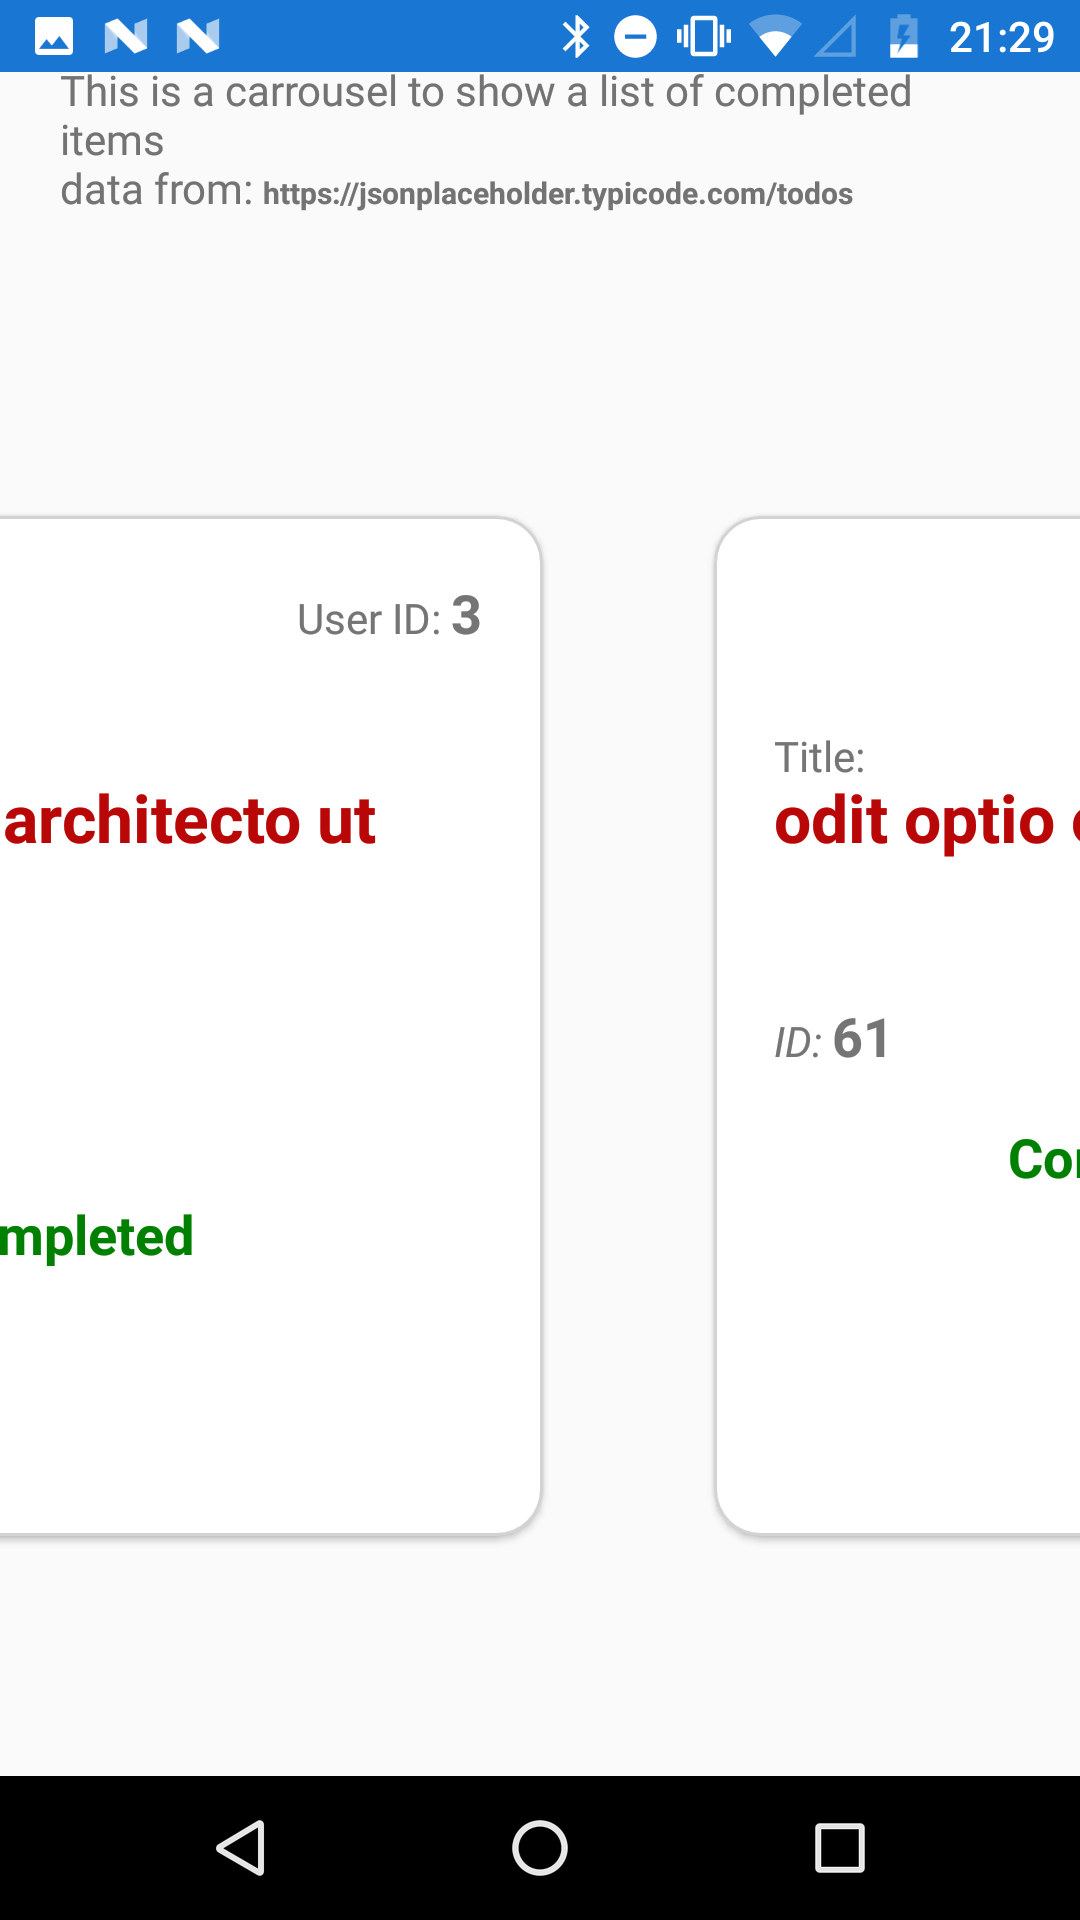 21:29
This is a carrousel to show a list of completed
items
data from: https://jsonplaceholder.typicode.com/todos
User ID: 3
architecto ut
mpleted
Title:
odit optio
ID: 61
Co